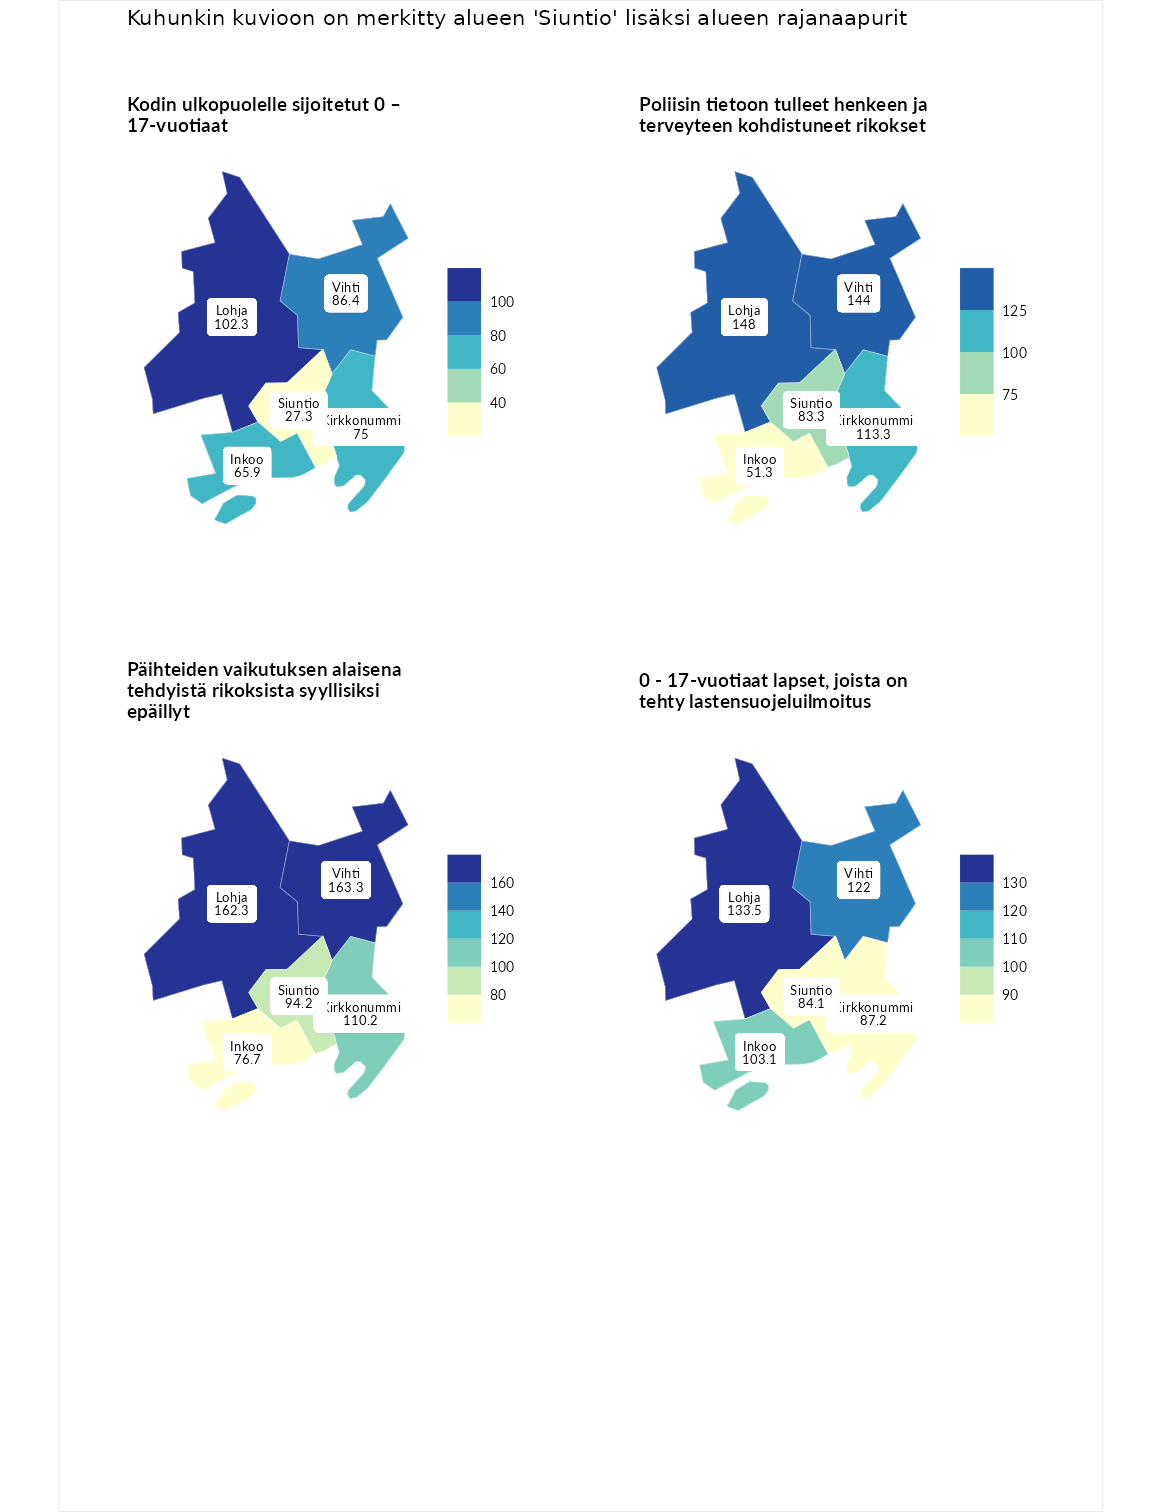 Kuhunkin kuvioon on merkitty alueen 'Siuntio' lisäksi alueen rajanaapurit
Kodin ulkopuolelle sijoitetut 0 –
17-vuotiaat
Vihti
86.4
Lohja
102.3
Siuntio
27.3
Kirkkonummi
75
Inkoo
65.9
100
80
60
40
Poliisin tietoon tulleet henkeen ja
terveyteen kohdistuneet rikokset
Vihti
144
Lohja
148
Siuntio
83.3
Kirkkonummi
113.3
Inkoo
51.3
125
100
75
Päihteiden vaikutuksen alaisena
tehdyistä rikoksista syyllisiksi
epäillyt
Vihti
163.3
Lohja
162.3
Siuntio
94.2
Kirkkonummi
110.2
Inkoo
76.7
160
140
120
100
80
0 - 17-vuotiaat lapset, joista on
tehty lastensuojeluilmoitus
Vihti
122
Lohja
133.5
Siuntio
84.1
Kirkkonummi
87.2
Inkoo
103.1
130
120
110
100
90